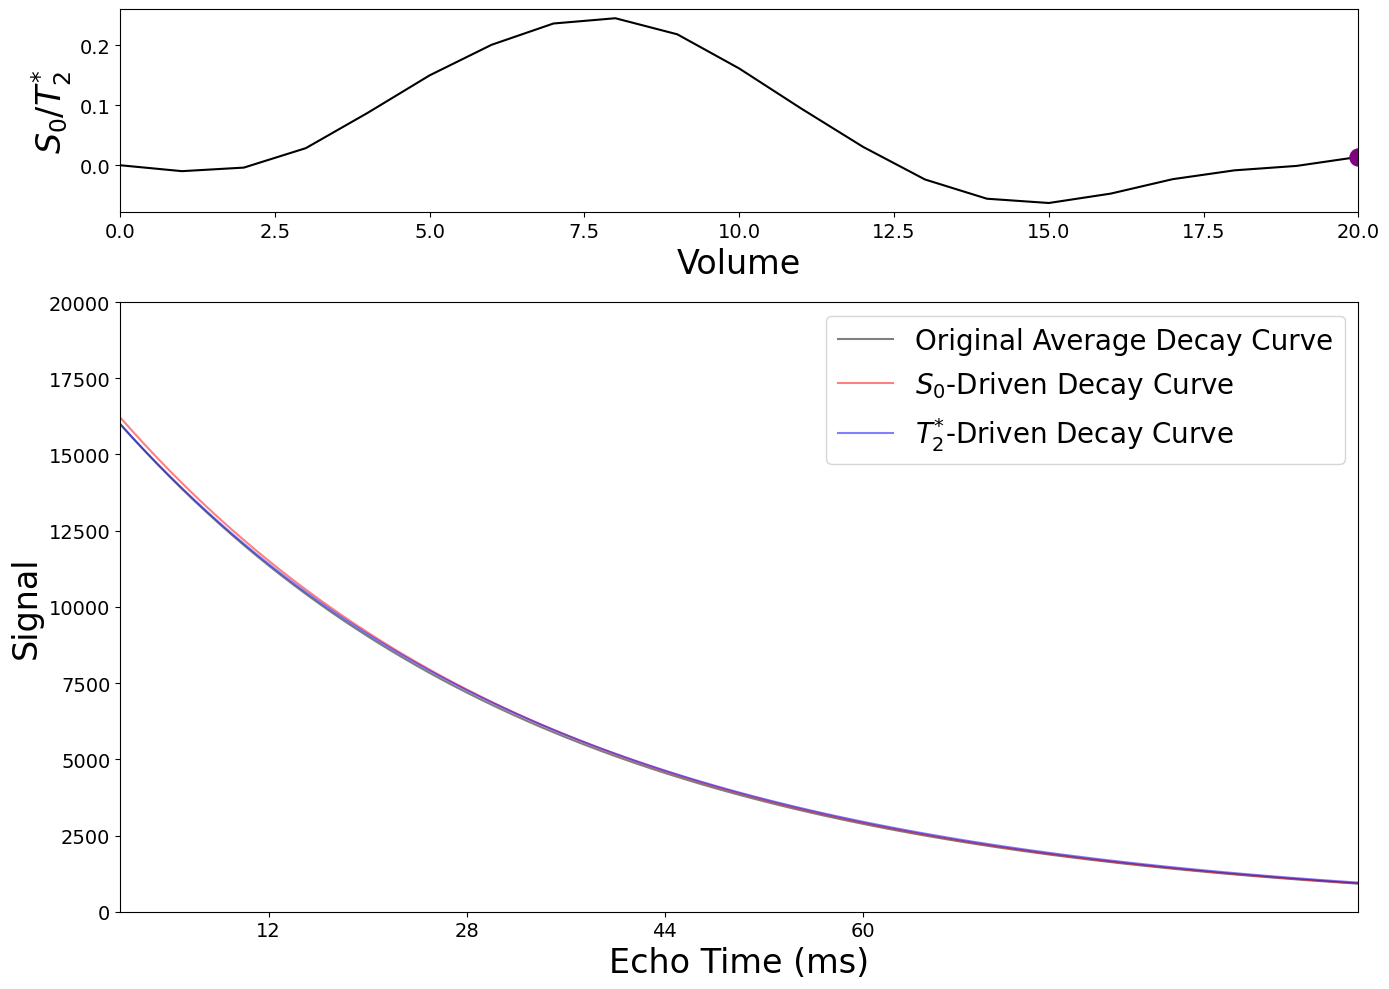 S₀/T₂*
0.2
0.1
0.0
0.0 2.5 5.0 7.5 10.0 12.5 15.0 17.5 20.0
Volume
Signal
20000
17500
15000
12500
10000
7500
5000
2500
0
Original Average Decay Curve
S₀-Driven Decay Curve
T₂*-Driven Decay Curve
12 28 44 60
Echo Time (ms)